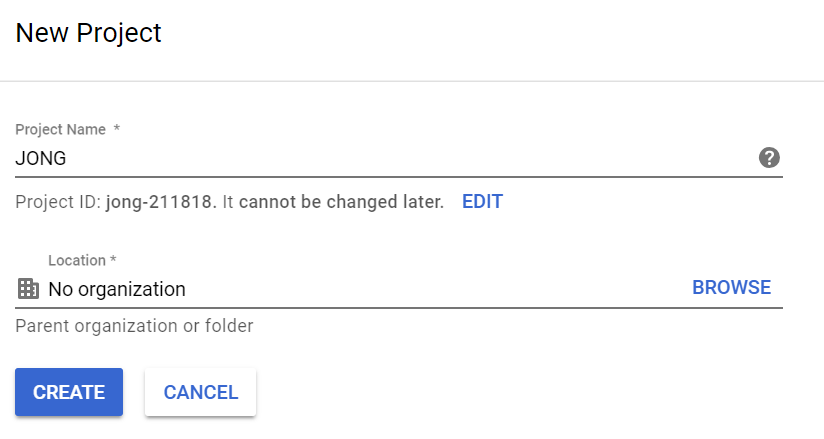 New Project
Project Name *
JONG
?
Project ID: jong-211818. It cannot be changed later. EDIT
Location *
No organization BROWSE
Parent organization or folder
CREATE CANCEL